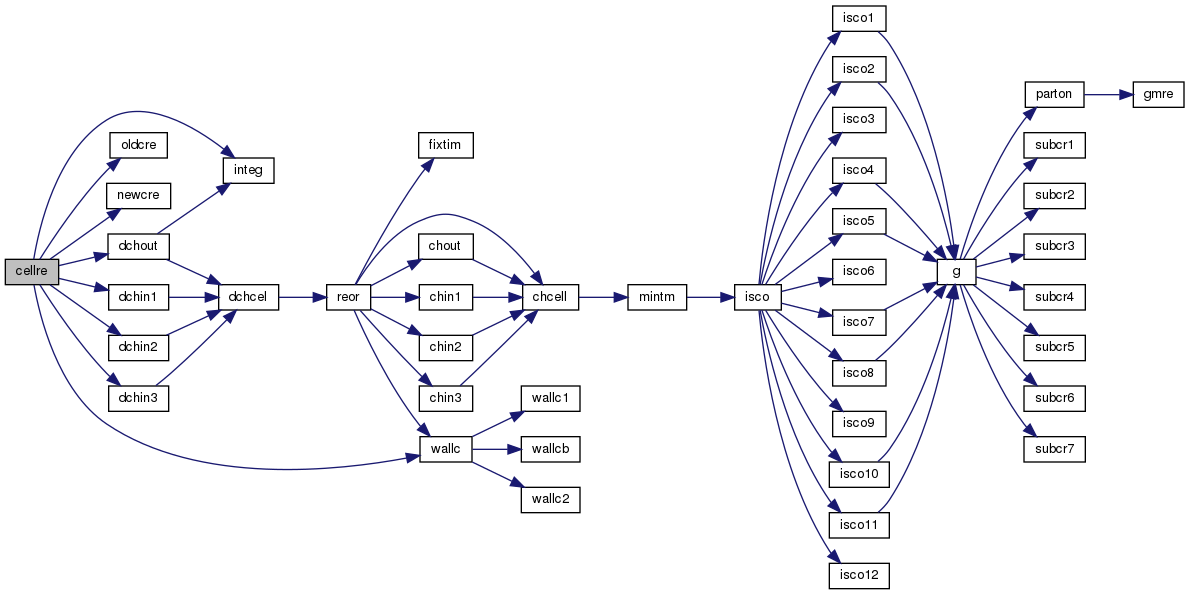 cellre
oldcre
newcre
dchout
dchin1
dchin2
dchin3
integ
dchcel
reor
fixtim
chout
chin1
chin2
chin3
wallc
chcell
wallc1
wallcb
wallc2
mintm
isco
isco1
isco2
isco3
isco4
isco5
isco6
isco7
isco8
isco9
isco10
isco11
isco12
g
parton
subcr1
subcr2
subcr3
subcr4
subcr5
subcr6
subcr7
gmre